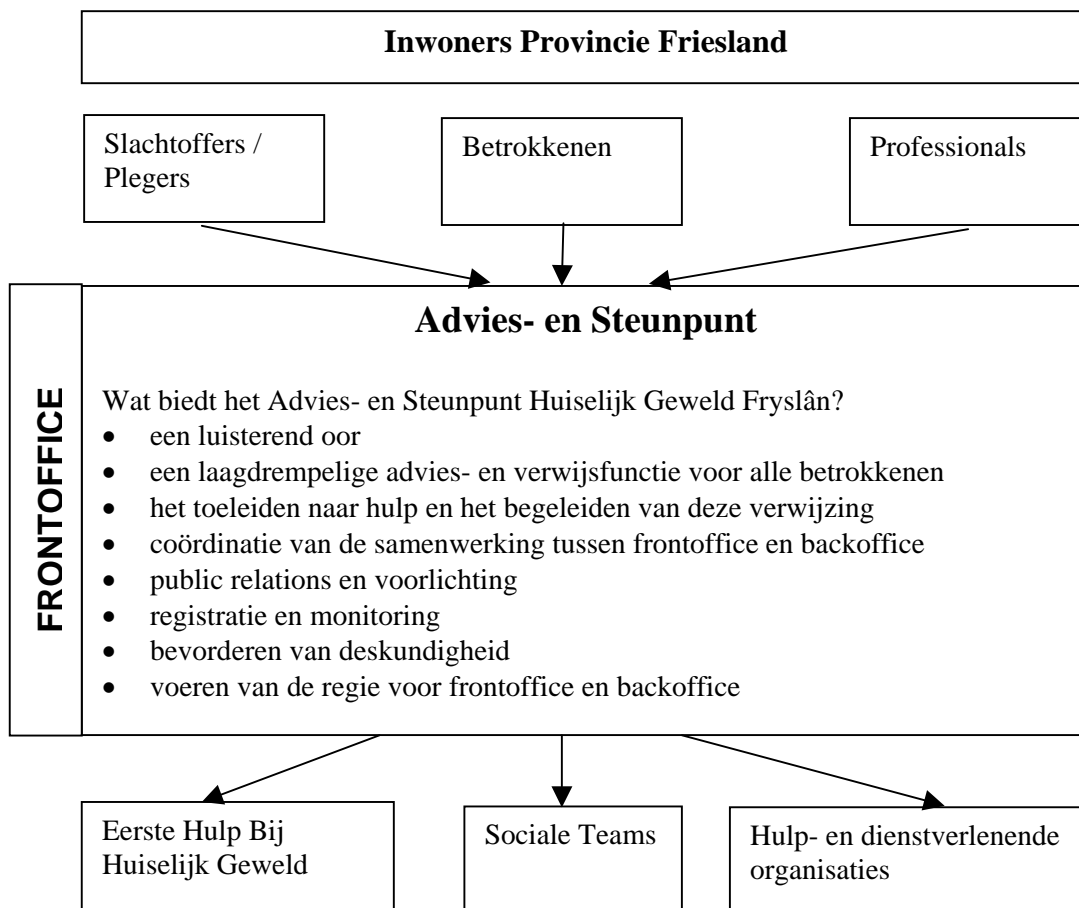 Inwoners Provincie Friesland
Slachtoffers /
Plegers
Betrokkenen
Professionals
FRONTOFFICE
Advies- en Steunpunt
Wat biedt het Advies- en Steunpunt Huiselijk Geweld Fryslân?
• een luisterend oor
• een laagdrempelige advies- en verwijsfunctie voor alle betrokkenen
• het toeleiden naar hulp en het begeleiden van deze verwijzing
• coördinatie van de samenwerking tussen frontoffice en backoffice
• public relations en voorlichting
• registratie en monitoring
• bevorderen van deskundigheid
• voeren van de regie voor frontoffice en backoffice
Eerste Hulp Bij
Huiselijk Geweld
Sociale Teams
Hulp- en dienstverlenende
organisaties